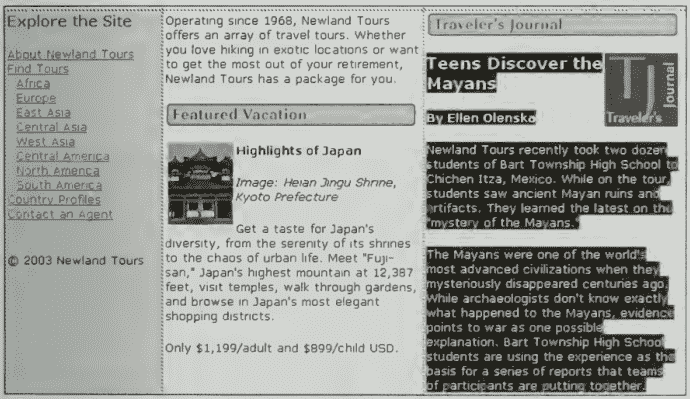 Explore the Site
About Newland Tours
Find Tours
Africa
Europe
East Asia
Central Asia
West Asia
Central America
North America
South America
Country Profiles
Contact an Agent
© 2003 Newland Tours
Operating since 1968, Newland Tours
offers an array of travel tours. Whether
you love hiking in exotic locations or want
to get the most out of your retirement,
Newland Tours has a package for you.
Featured Vacation
Highlights of Japan
Image: Heian Jingu Shrine,
Kyoto Prefecture
Get a taste for Japan's
diversity, from the serenity of its shrines
to the chaos of urban life. Meet "Fuji-
san," Japan's highest mountain at 12,387
feet, visit temples, walk through gardens,
and browse in Japan's most elegant
shopping districts.
Only $1,199/adult and $899/child USD.
Traveler's Journal
Teens Discover the
Mayans
By Ellen Olenska
TJ
Traveler's
Journal
Newland Tours recently took two dozen
students of Bart Township High School to
Chichen Itza, Mexico. While on the tour,
students saw ancient Mayan ruins and
artifacts. They learned the latest on the
"mystery of the Mayans."
The Mayans were one of the world's
most advanced civilizations when they
mysteriously disappeared centuries ago.
While archaeologists don't know exactly
what happened to the Mayans, evidence
points to war as one possible
explanation. Bart Township High School
students are using the experience as the
basis for a series of reports that teams
of participants are putting together.